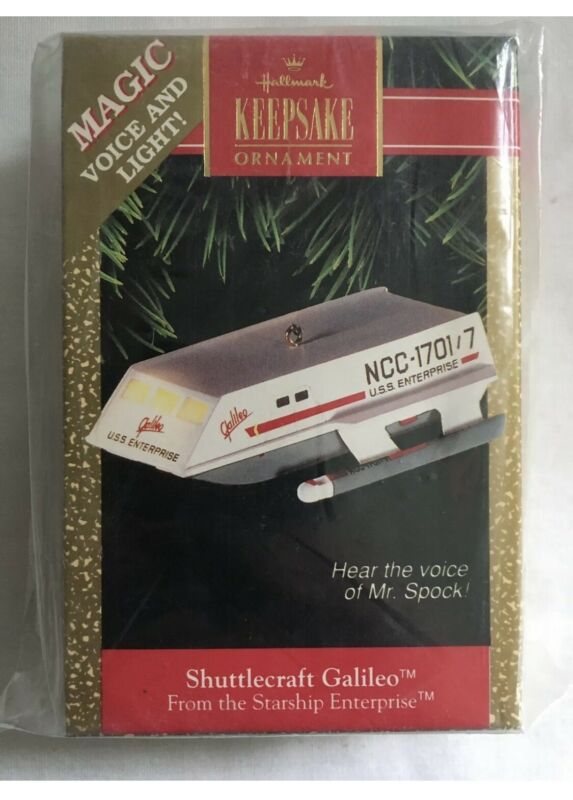 MAGIC
VOICE AND
LIGHT!
Hallmark
KEEPSAKE
ORNAMENT
NCC-1701/7
U.S.S. ENTERPRISE
Galileo
Galileo
U.S.S. ENTERPRISE
Hear the voice
of Mr. Spock!
Shuttlecraft Galileo™
From the Starship Enterprise™